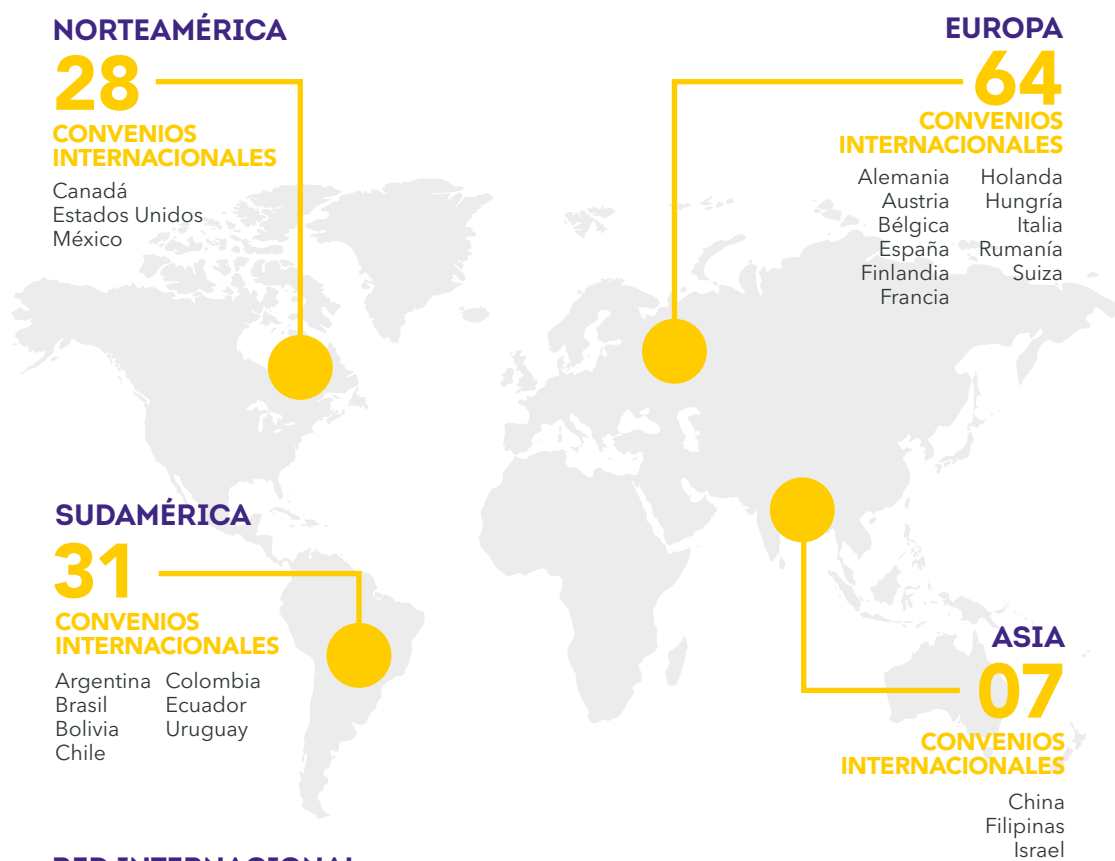 NORTEAMÉRICA
28
CONVENIOS
INTERNACIONALES
Canadá
Estados Unidos
México
EUROPA
64
CONVENIOS
INTERNACIONALES
Alemania Holanda
Austria Hungría
Bélgica Italia
España Rumanía
Finlandia Suiza
Francia
SUDAMÉRICA
31
CONVENIOS
INTERNACIONALES
Argentina Colombia
Brasil Ecuador
Bolivia Uruguay
Chile
ASIA
07
CONVENIOS
INTERNACIONALES
China
Filipinas
Israel
RED INTERNACIONAL